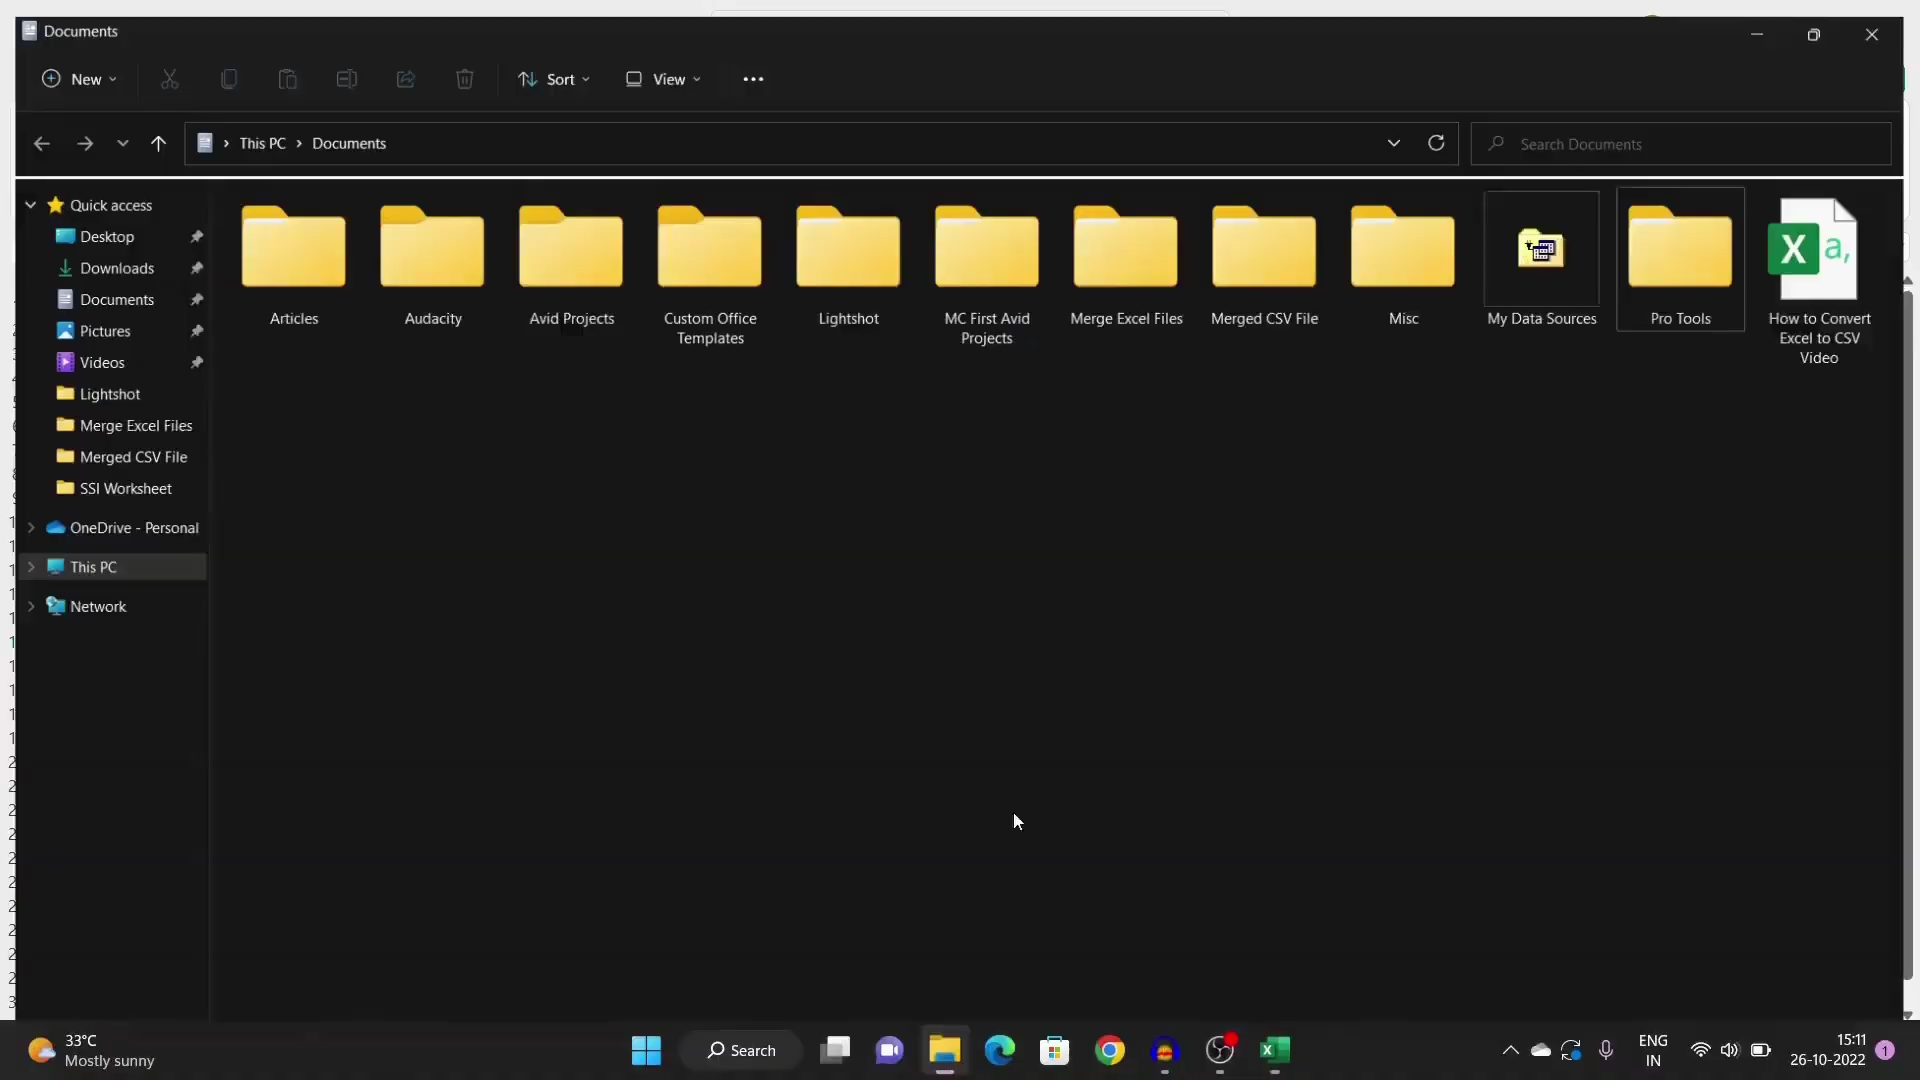 Documents
New
Sort
View
This PC > Documents
Search Documents
Quick access
Desktop
Downloads
Documents
Pictures
Videos
Lightshot
Merge Excel Files
Merged CSV File
SSI Worksheet
OneDrive - Personal
This PC
Network
Articles
Audacity
Avid Projects
Custom Office
Templates
Lightshot
MC First Avid
Projects
Merge Excel Files
Merged CSV File
Misc
My Data Sources
Pro Tools
X a,
How to Convert
Excel to CSV
Video
33°C
Mostly sunny
Search
ENG
IN
15:11
26-10-2022
1